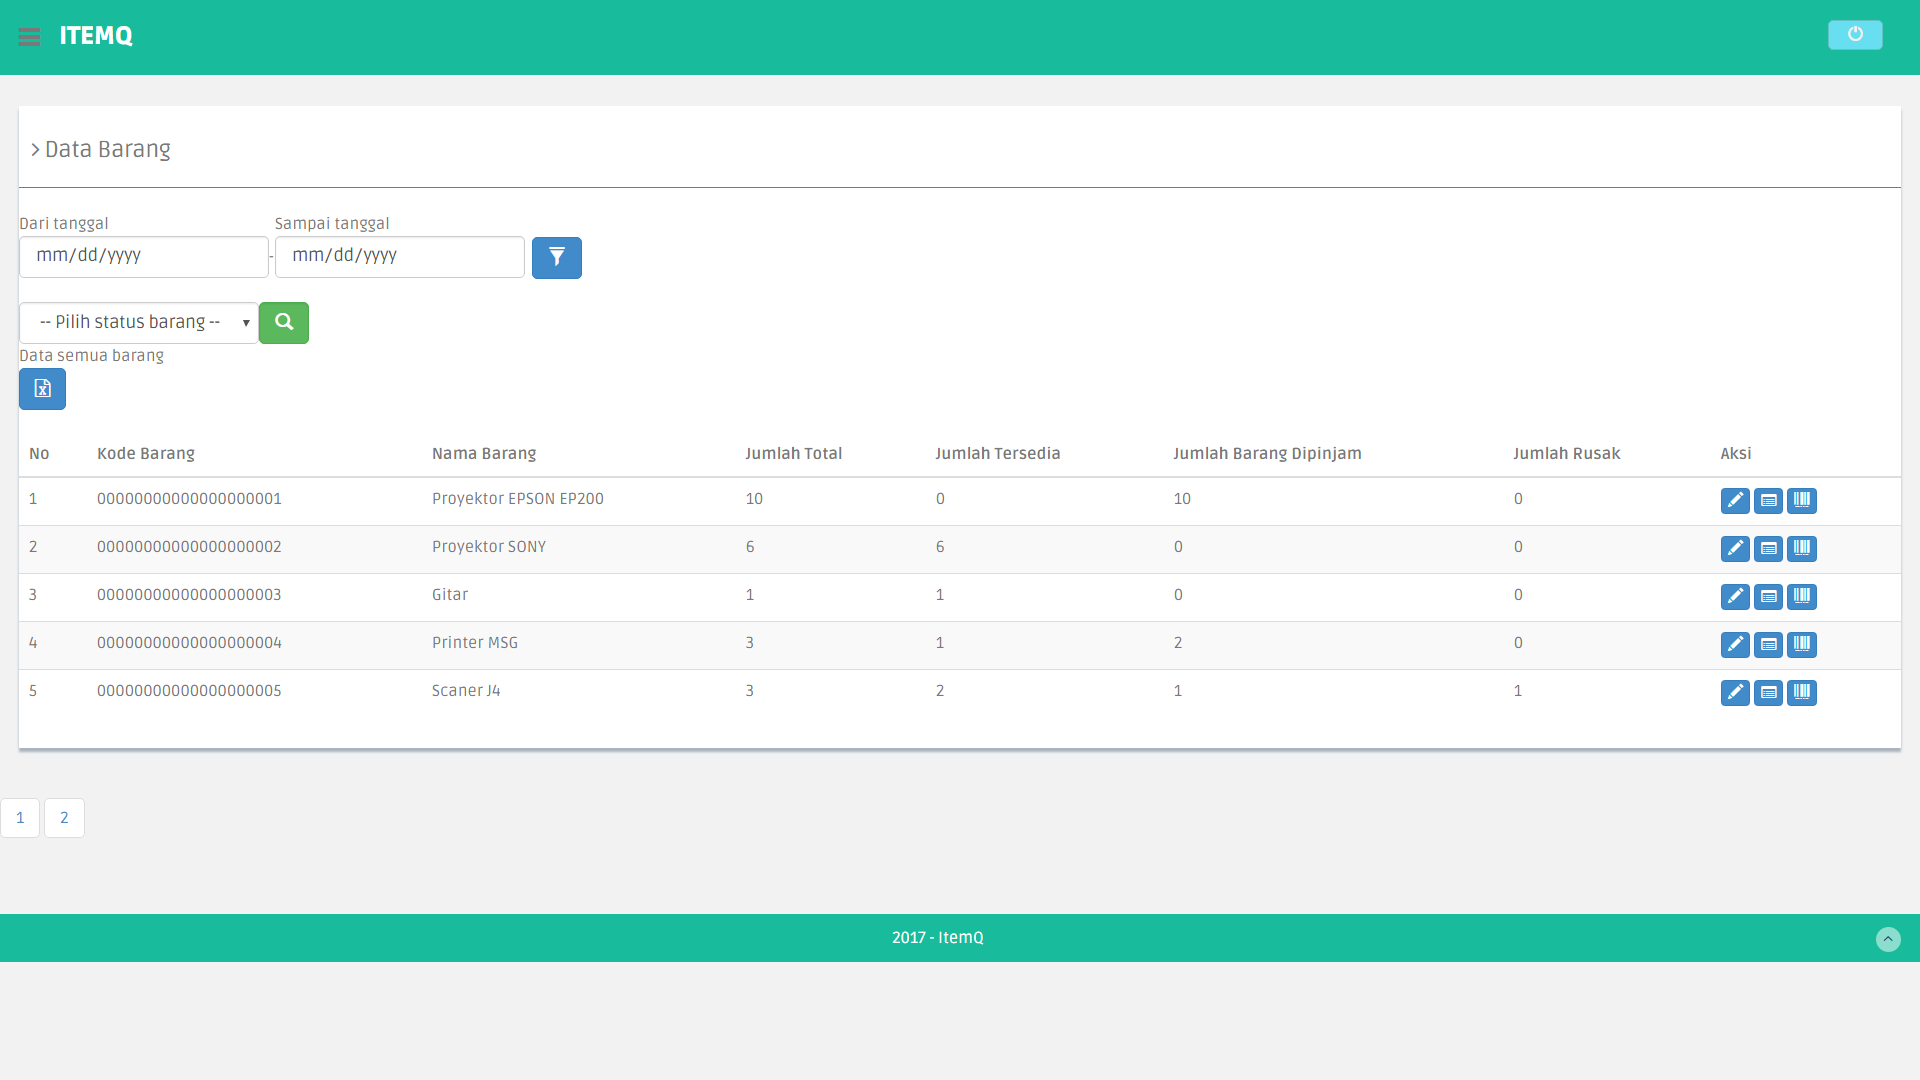 ITEMQ
Data Barang
Dari tanggal Sampai tanggal
mm/dd/yyyy - mm/dd/yyyy
-- Pilih status barang --
Data semua barang
No Kode Barang Nama Barang Jumlah Total Jumlah Tersedia Jumlah Barang Dipinjam Jumlah Rusak Aksi
1 00000000000000000001 Proyektor EPSON EP200 10 0 10 0
2 00000000000000000002 Proyektor SONY 6 6 0 0
3 00000000000000000003 Gitar 1 1 0 0
4 00000000000000000004 Printer MSG 3 1 2 0
5 00000000000000000005 Scaner J4 3 2 1 1
1 2
2017 - ItemQ